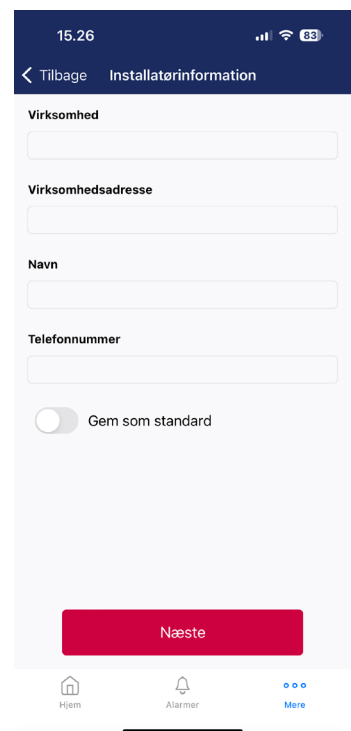 15.26
83
Tilbage Installatørinformation
Virksomhed
Virksomhedsadresse
Navn
Telefonnummer
Gem som standard
Næste
Hjem Alarmer Mere